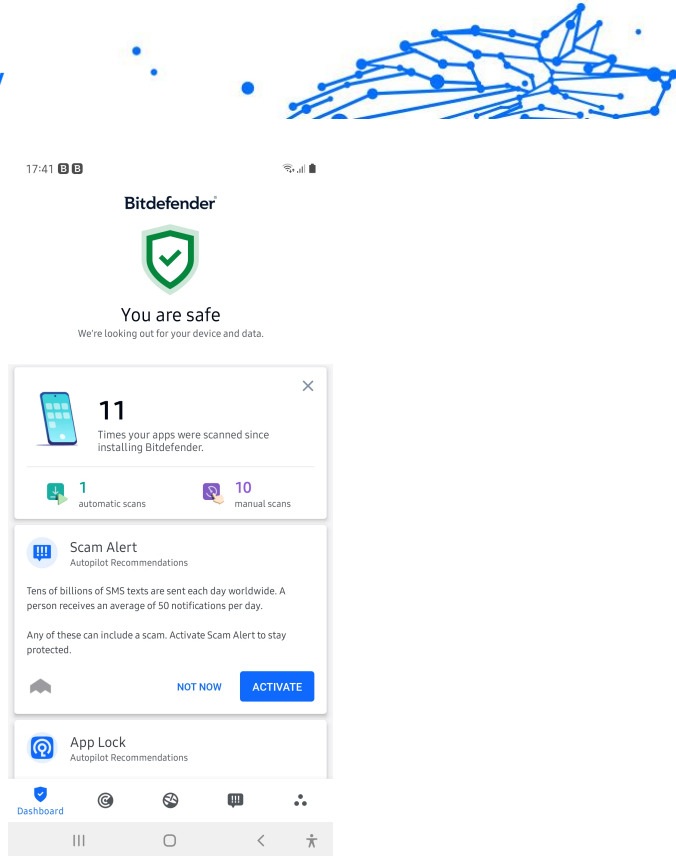 17:41 B B
Bitdefender
You are safe
We're looking out for your device and data.
11
Times your apps were scanned since
installing Bitdefender.
1
automatic scans
10
manual scans
Scam Alert
Autopilot Recommendations
Tens of billions of SMS texts are sent each day worldwide. A
person receives an average of 50 notifications per day.
Any of these can include a scam. Activate Scam Alert to stay
protected.
NOT NOW
ACTIVATE
App Lock
Autopilot Recommendations
Dashboard